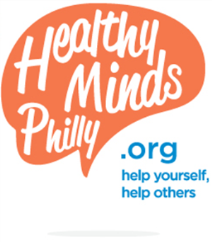 Healthy
Minds
Philly
.org
help yourself,
help others